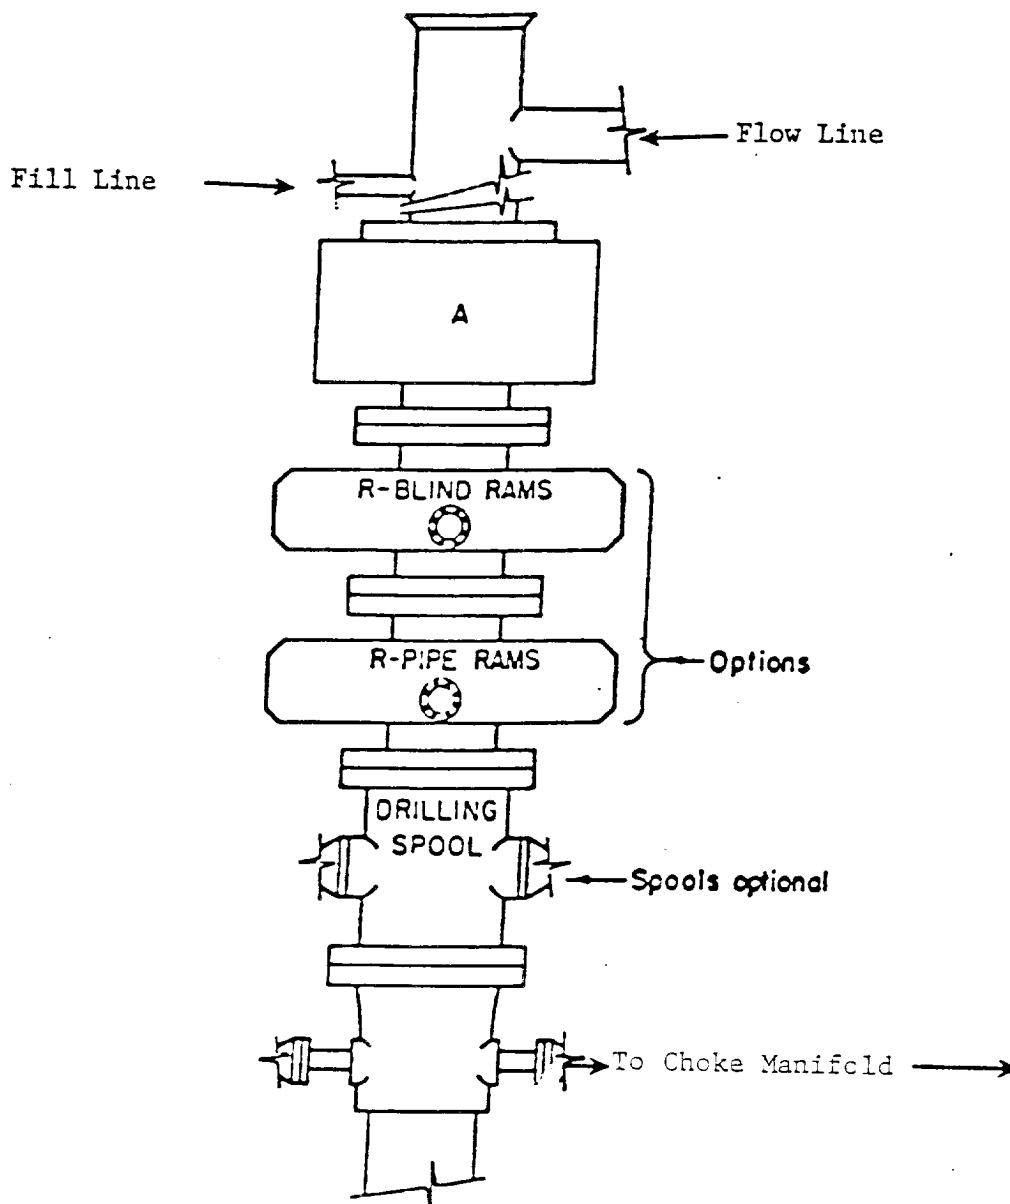 Flow Line
Fill Line
A
R-BLIND RAMS
R-PIPE RAMS
Options
DRILLING
SPOOL
Spools optional
To Choke Manifold